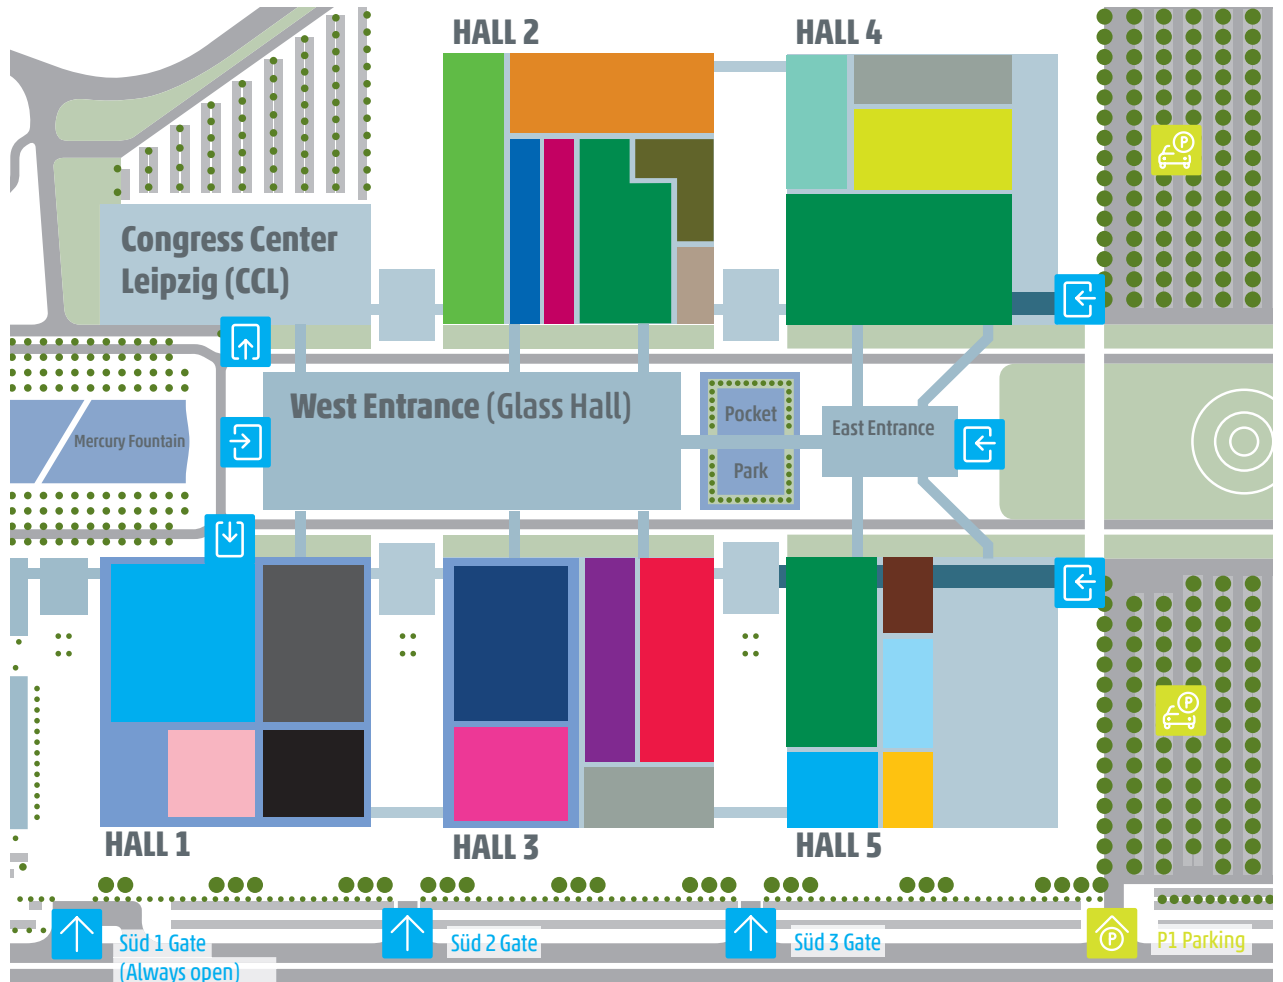 HALL 2
HALL 4
P
Congress Center
Leipzig (CCL)
West Entrance (Glass Hall)
Pocket
Park
East Entrance
Mercury Fountain
P
HALL 1
HALL 3
HALL 5
Süd 1 Gate
(Always open)
Süd 2 Gate
Süd 3 Gate
P
P1 Parking